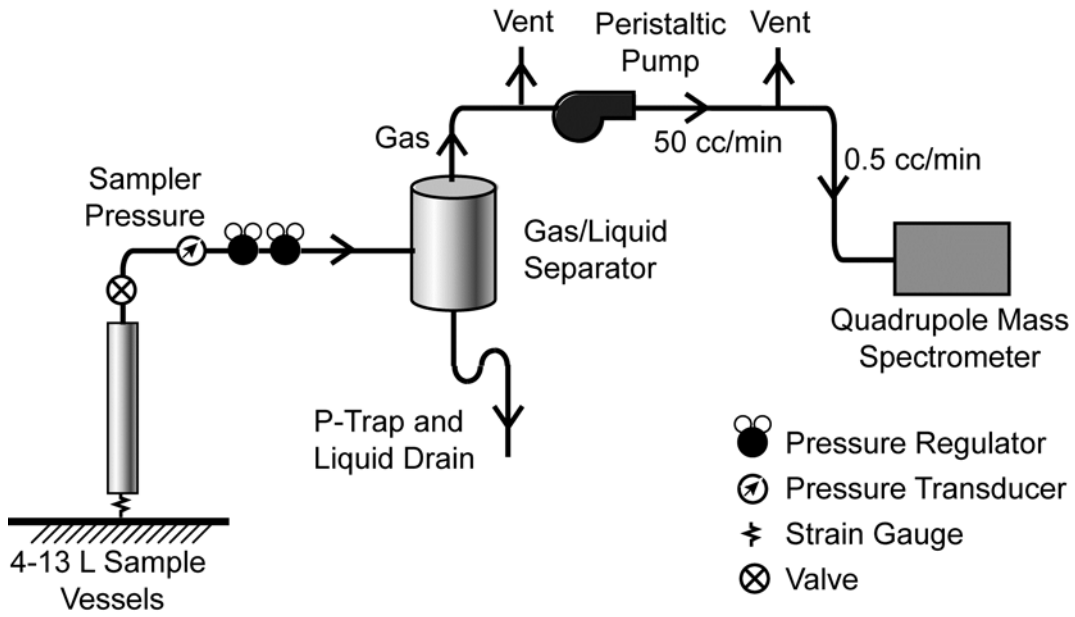 Vent
Peristaltic
Pump
Vent
Gas
50 cc/min
0.5 cc/min
Sampler
Pressure
Gas/Liquid
Separator
Quadrupole Mass
Spectrometer
P-Trap and
Liquid Drain
4-13 L Sample
Vessels
Pressure Regulator
Pressure Transducer
Strain Gauge
Valve